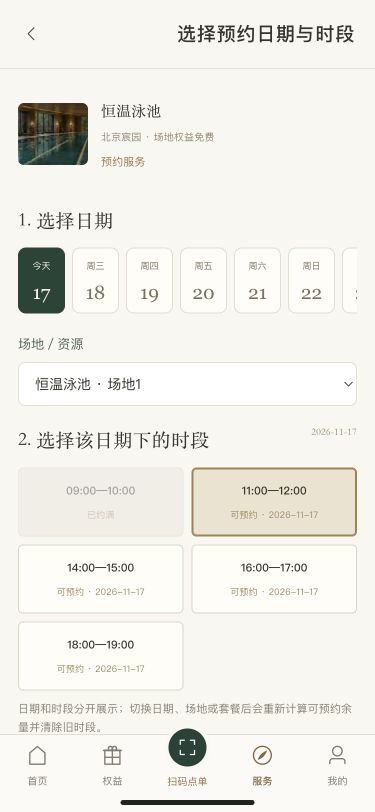 选择预约日期与时段
恒温泳池
北京宸园 · 场地权益免费
预约服务
1. 选择日期
今天 周三 周四 周五 周六 周日
17 18 19 20 21 22
场地 / 资源
恒温泳池 · 场地1
2. 选择该日期下的时段
2026-11-17
09:00—10:00
已约满
11:00—12:00
可预约 · 2026-11-17
14:00—15:00
可预约 · 2026-11-17
16:00—17:00
可预约 · 2026-11-17
18:00—19:00
可预约 · 2026-11-17
日期和时段分开展示；切换日期、场地或套餐后会重新计算可预约余
量并清除旧时段。
首页 权益 扫码点单 服务 我的